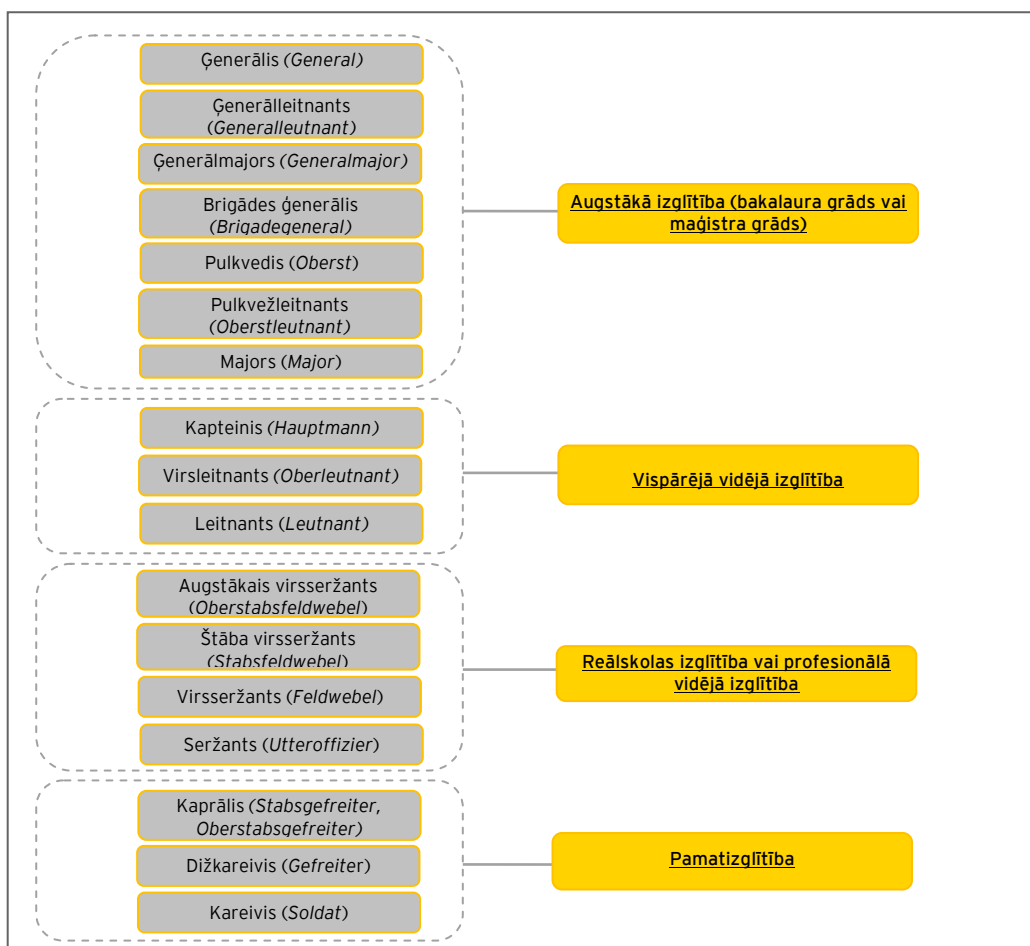 Ģenerālis (General)
Ģenerālleitnants
(Generalleutnant)
Ģenerālmajors (Generalmajor)
Brigādes ģenerālis
(Brigadegeneral)
Pulkvedis (Oberst)
Pulkvežleitnants
(Oberstleutnant)
Majors (Major)
Augstākā izglītība (bakalaura grāds vai
maģistra grāds)
Kapteinis (Hauptmann)
Virsleitnants (Oberleutnant)
Leitnants (Leutnant)
Vispārējā vidējā izglītība
Augstākais virsseržants
(Oberstabsfeldwebel)
Štāba virsseržants
(Stabsfeldwebel)
Virsseržants (Feldwebel)
Seržants (Utteroffizier)
Reālskolas izglītība vai profesionālā
vidējā izglītība
Kaprālis (Stabsgefreiter,
Oberstabsgefreiter)
Dižkareivis (Gefreiter)
Kareivis (Soldat)
Pamatizglītība